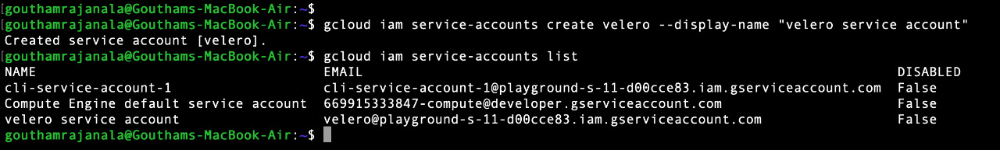 [gouthamrajanala@Gouthams-MacBook-Air:~$
[gouthamrajanala@Gouthams-MacBook-Air:~$ gcloud iam service-accounts create velero --display-name "velero service account"
Created service account [velero].
[gouthamrajanala@Gouthams-MacBook-Air:~$ gcloud iam service-accounts list
NAME EMAIL DISABLED
cli-service-account-1 cli-service-account-1@playground-s-11-d00cce83.iam.gserviceaccount.com False
Compute Engine default service account 669915333847-compute@developer.gserviceaccount.com False
velero service account velero@playground-s-11-d00cce83.iam.gserviceaccount.com False
gouthamrajanala@Gouthams-MacBook-Air:~$